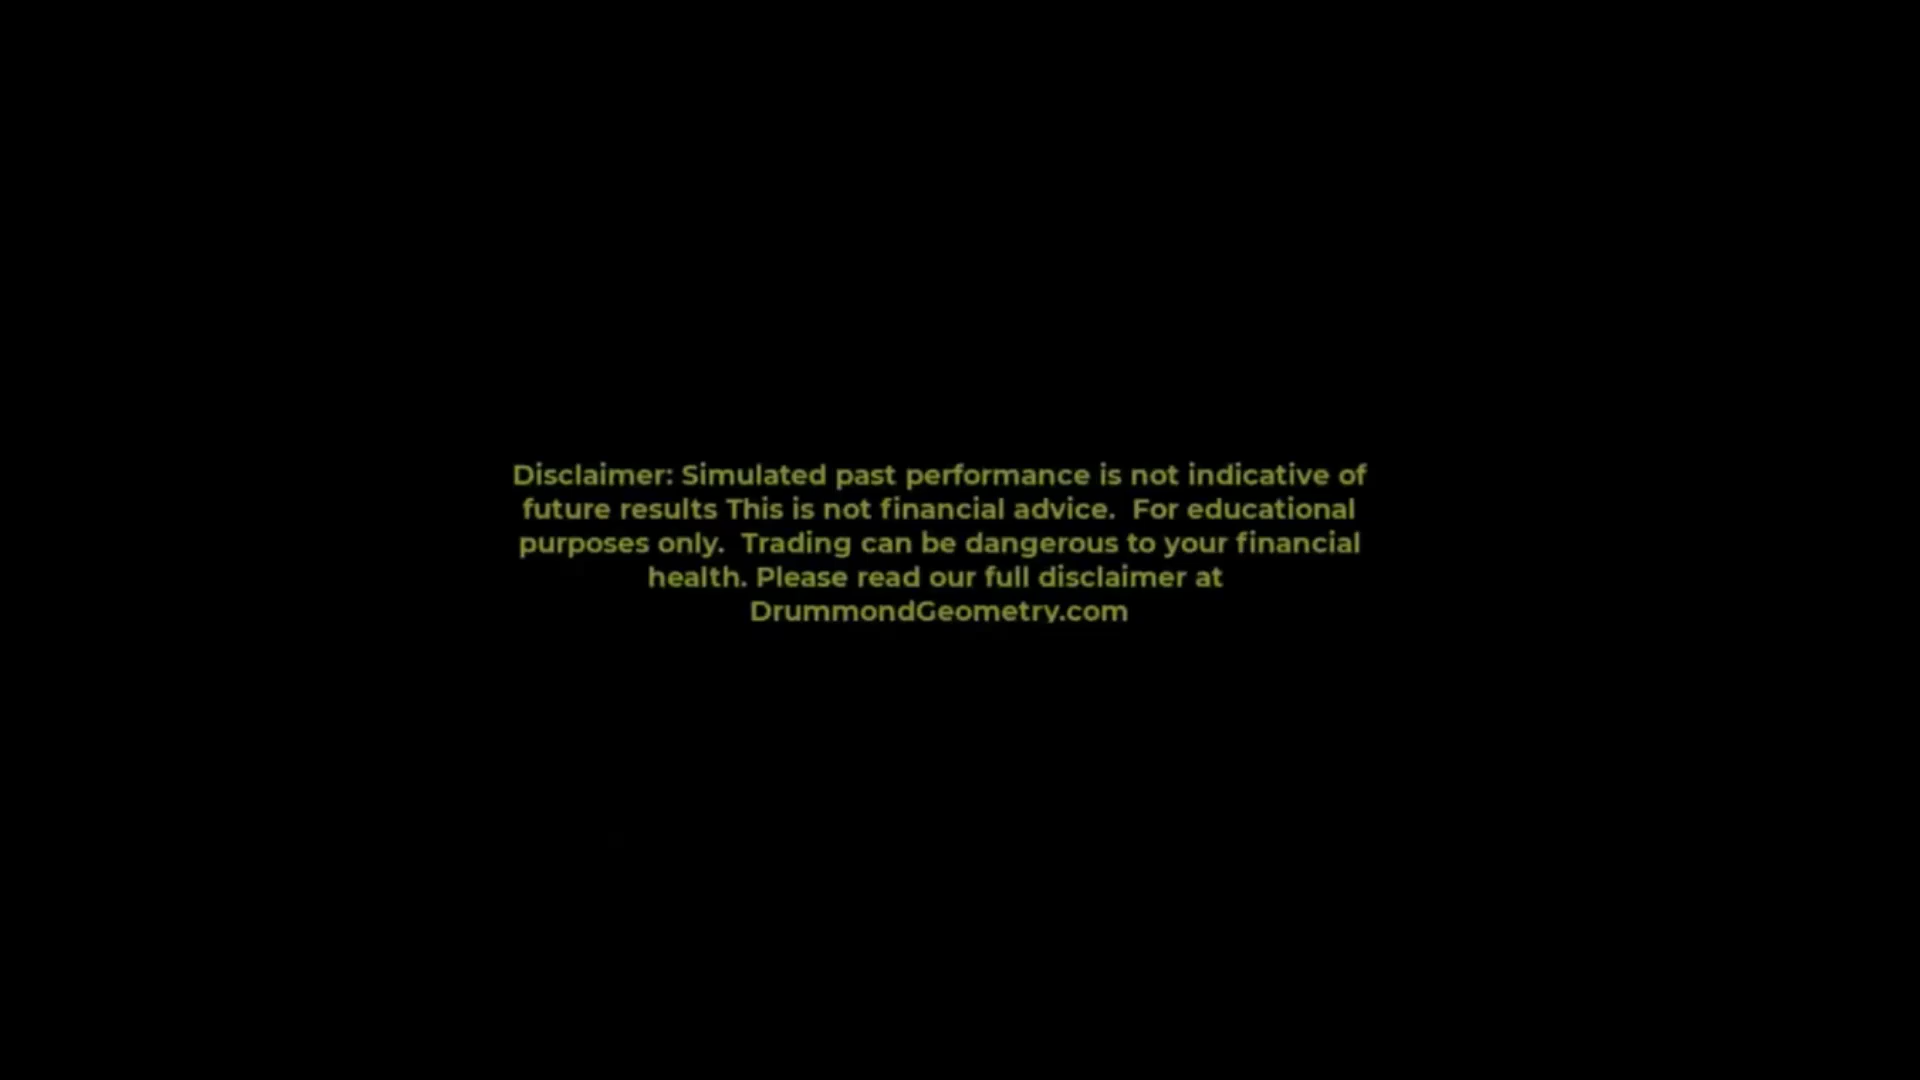 Disclaimer: Simulated past performance is not indicative of
future results This is not financial advice.  For educational
purposes only.  Trading can be dangerous to your financial
health. Please read our full disclaimer at
DrummondGeometry.com